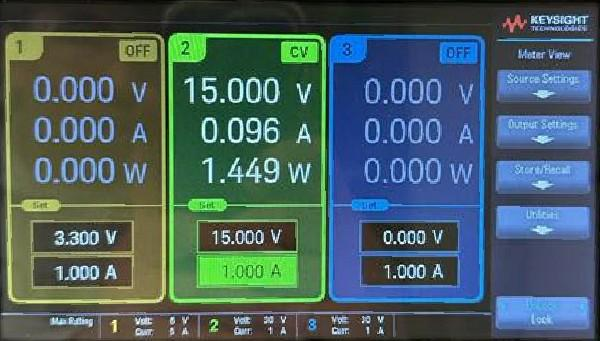 KEYSIGHT
TECHNOLOGIES
Meter View
Source Settings
Output Settings
Store/Recall
Utilities
Lock
1 OFF
0.000 V
0.000 A
0.000 W
Set
3.300 V
1.000 A
2 CV
15.000 V
0.096 A
1.449 W
Set
15.000 V
1.000 A
3 OFF
0.000 V
0.000 A
0.000 W
Set
0.000 V
1.000 A
Max Rating
1 Volt: 6 V
Curr: 5 A
2 Volt: 30 V
Curr: 1 A
3 Volt: 30 V
Curr: 1 A